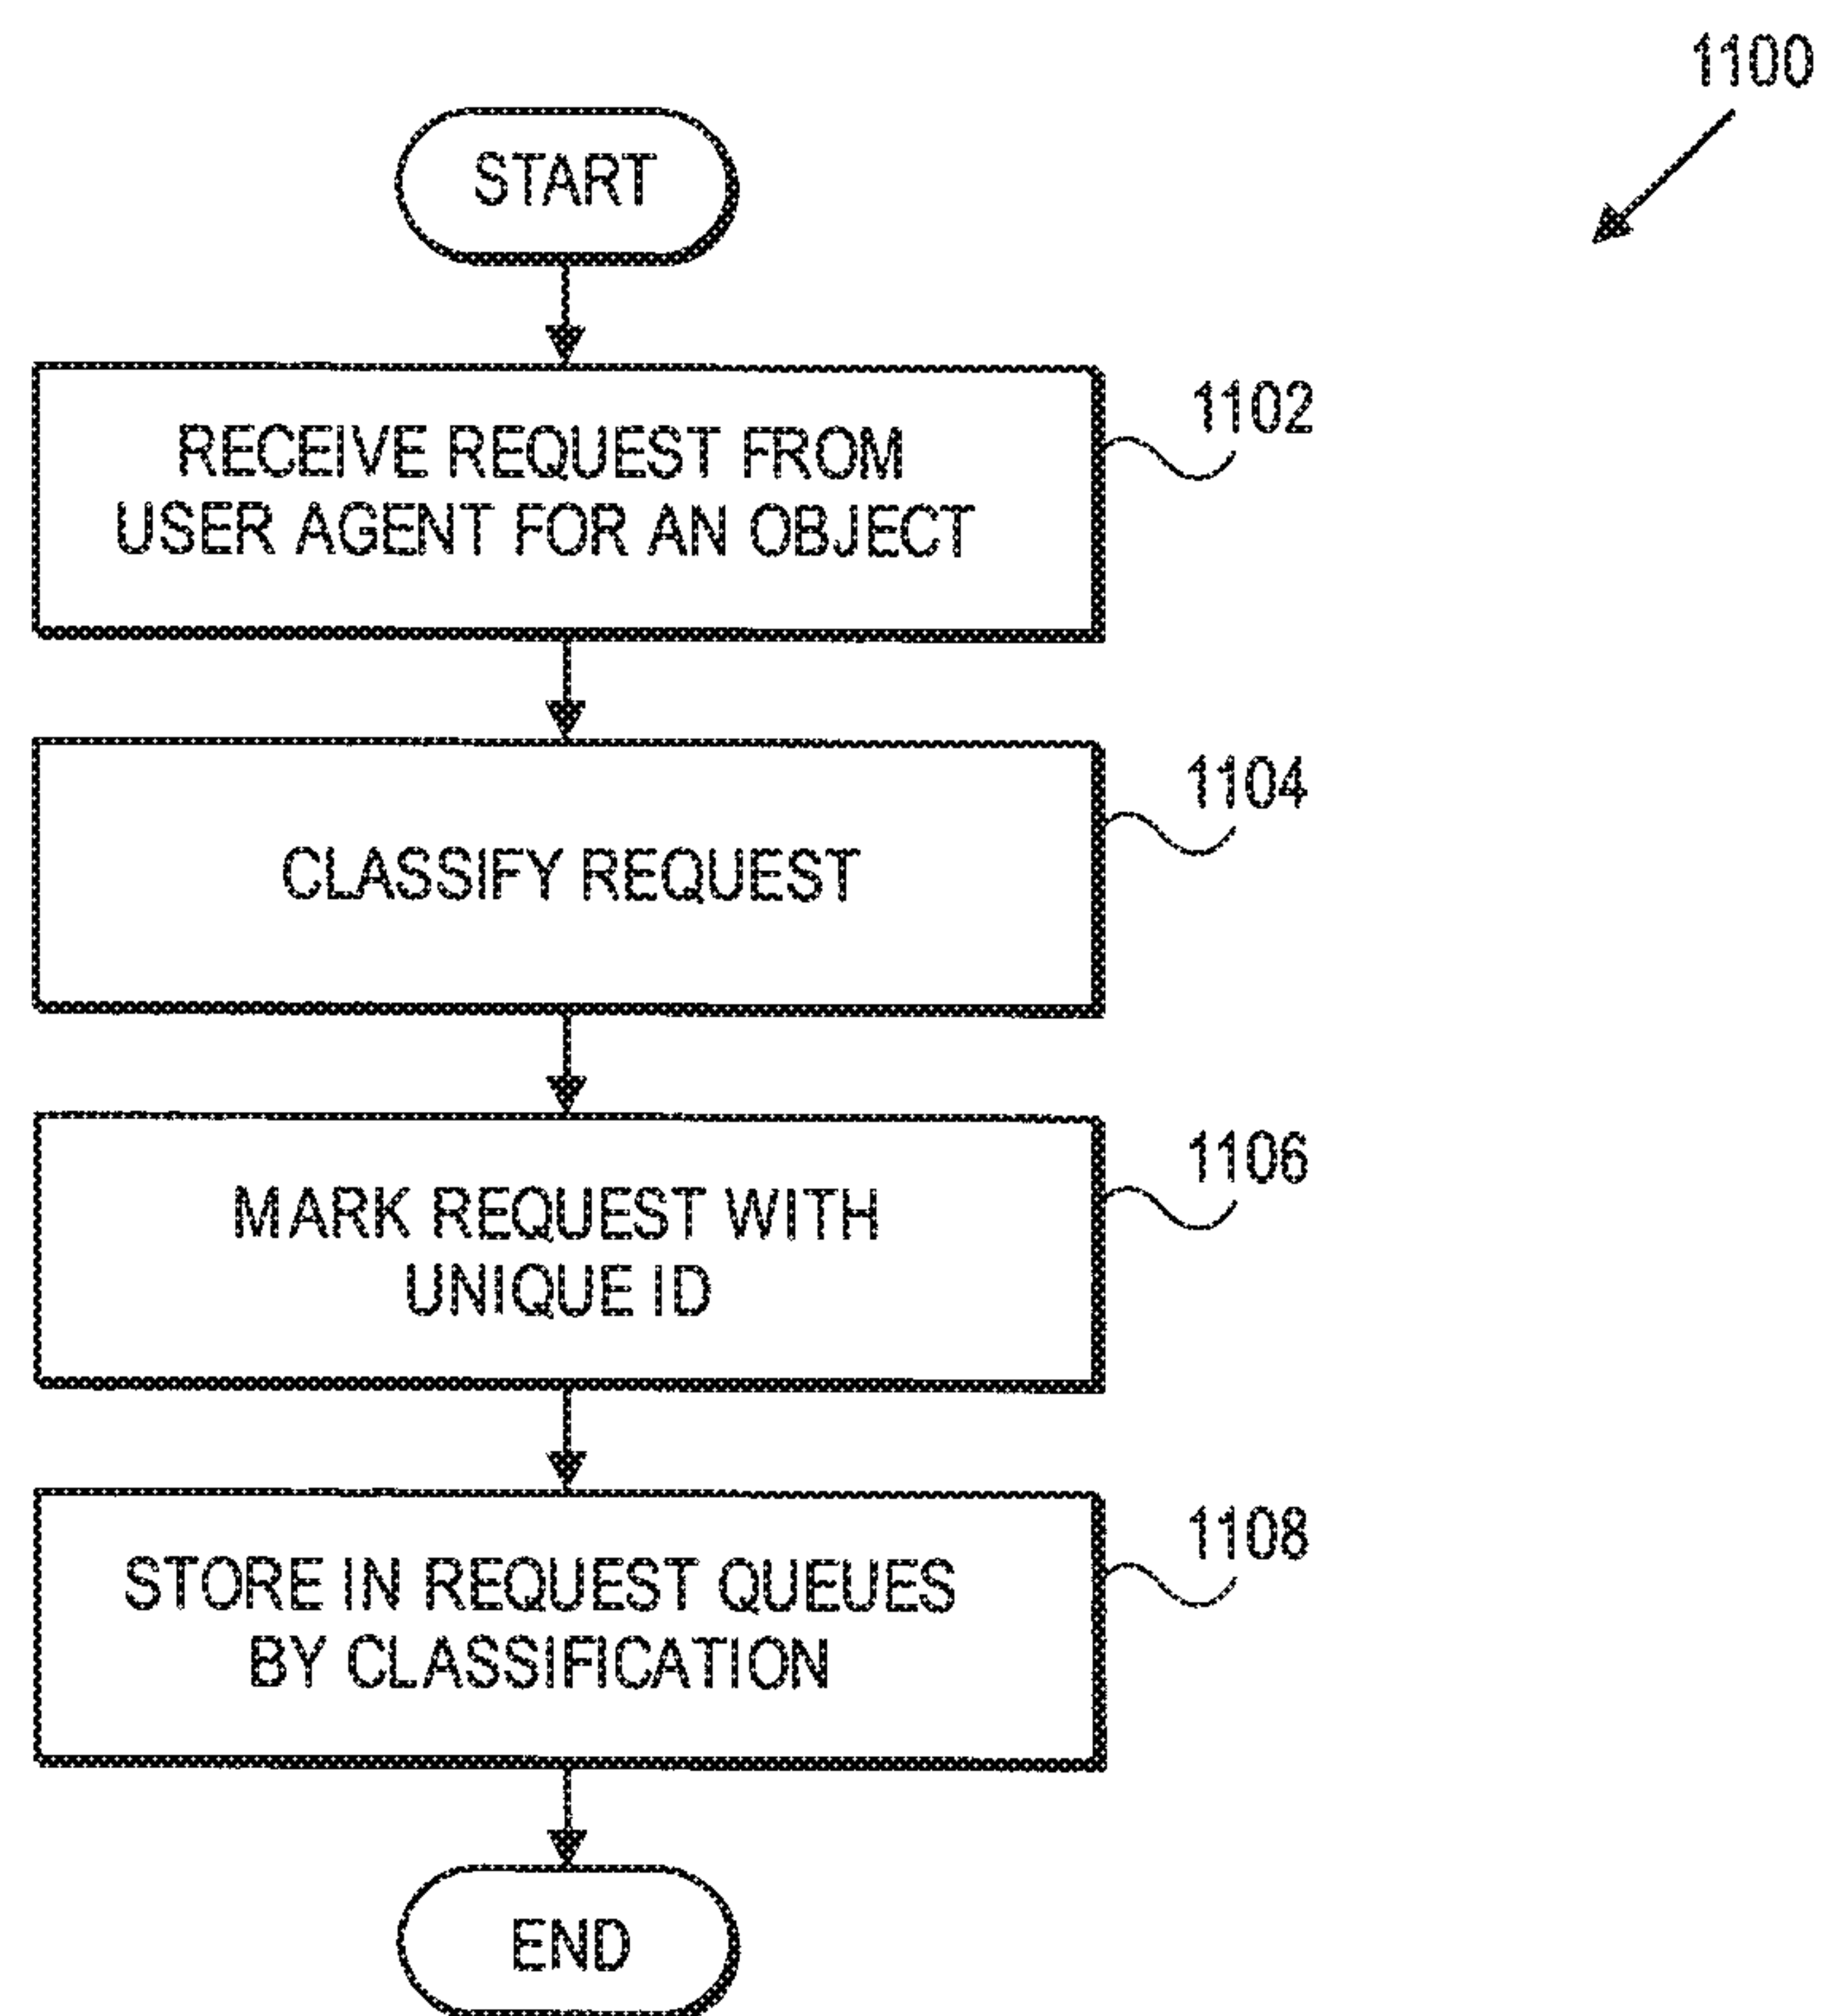 1100
START
RECEIVE REQUEST FROM
USER AGENT FOR AN OBJECT
1102
CLASSIFY REQUEST
1104
MARK REQUEST WITH
UNIQUE ID
1106
STORE IN REQUEST QUEUES
BY CLASSIFICATION
1108
END